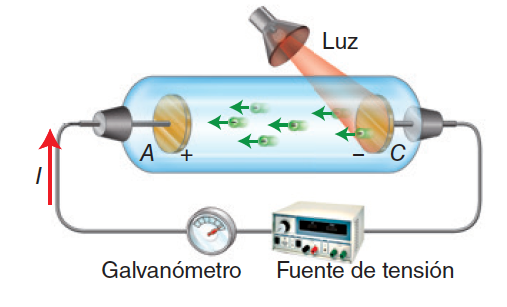 Luz
A +
– C
I
Galvanómetro
Fuente de tensión